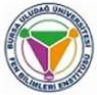 BURSA ULUDAĞ ÜNİVERSİTESİ
FEN BİLİMLERİ ENSTİTÜSÜ